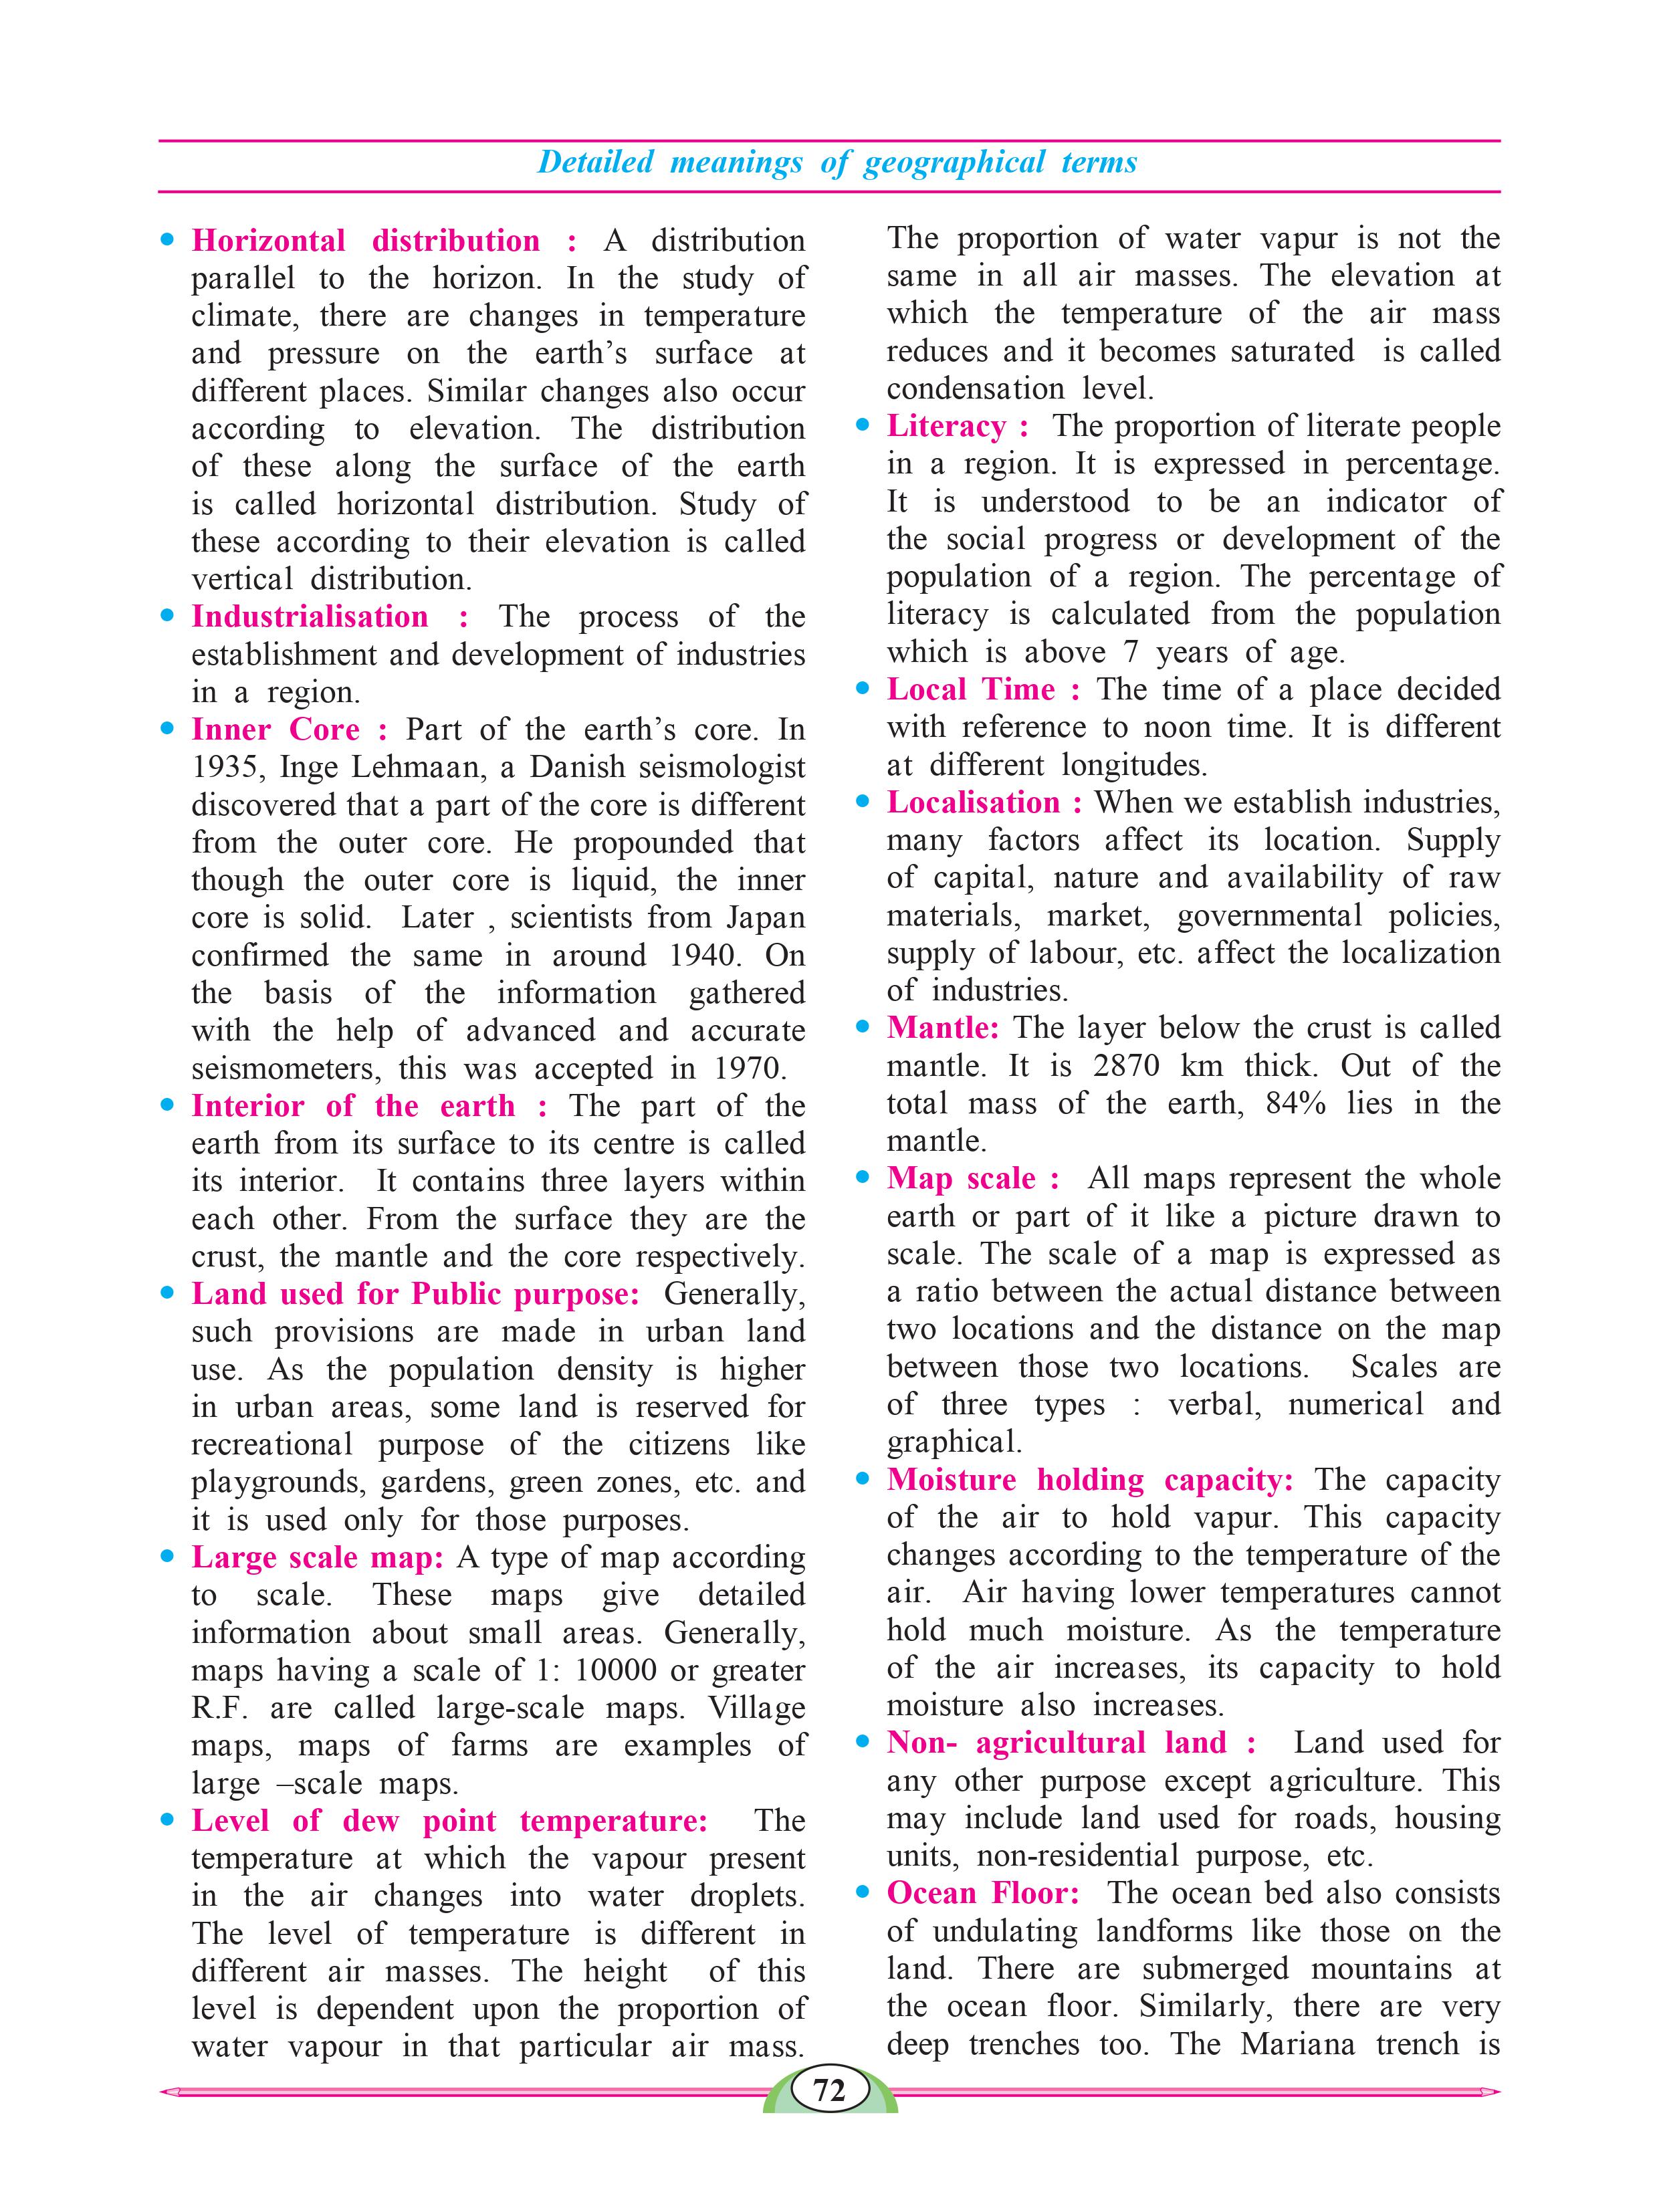 Detailed meanings of geographical terms
• Horizontal distribution : A distribution
parallel to the horizon. In the study of
climate, there are changes in temperature
and pressure on the earth’s surface at
different places. Similar changes also occur
according to elevation. The distribution
of these along the surface of the earth
is called horizontal distribution. Study of
these according to their elevation is called
vertical distribution.
• Industrialisation : The process of the
establishment and development of industries
in a region.
• Inner Core : Part of the earth’s core. In
1935, Inge Lehmaan, a Danish seismologist
discovered that a part of the core is different
from the outer core. He propounded that
though the outer core is liquid, the inner
core is solid. Later , scientists from Japan
confirmed the same in around 1940. On
the basis of the information gathered
with the help of advanced and accurate
seismometers, this was accepted in 1970.
• Interior of the earth : The part of the
earth from its surface to its centre is called
its interior. It contains three layers within
each other. From the surface they are the
crust, the mantle and the core respectively.
• Land used for Public purpose: Generally,
such provisions are made in urban land
use. As the population density is higher
in urban areas, some land is reserved for
recreational purpose of the citizens like
playgrounds, gardens, green zones, etc. and
it is used only for those purposes.
• Large scale map: A type of map according
to scale. These maps give detailed
information about small areas. Generally,
maps having a scale of 1: 10000 or greater
R.F. are called large-scale maps. Village
maps, maps of farms are examples of
large –scale maps.
• Level of dew point temperature: The
temperature at which the vapour present
in the air changes into water droplets.
The level of temperature is different in
different air masses. The height of this
level is dependent upon the proportion of
water vapour in that particular air mass.
The proportion of water vapur is not the
same in all air masses. The elevation at
which the temperature of the air mass
reduces and it becomes saturated is called
condensation level.
• Literacy : The proportion of literate people
in a region. It is expressed in percentage.
It is understood to be an indicator of
the social progress or development of the
population of a region. The percentage of
literacy is calculated from the population
which is above 7 years of age.
• Local Time : The time of a place decided
with reference to noon time. It is different
at different longitudes.
• Localisation : When we establish industries,
many factors affect its location. Supply
of capital, nature and availability of raw
materials, market, governmental policies,
supply of labour, etc. affect the localization
of industries.
• Mantle: The layer below the crust is called
mantle. It is 2870 km thick. Out of the
total mass of the earth, 84% lies in the
mantle.
• Map scale : All maps represent the whole
earth or part of it like a picture drawn to
scale. The scale of a map is expressed as
a ratio between the actual distance between
two locations and the distance on the map
between those two locations. Scales are
of three types : verbal, numerical and
graphical.
• Moisture holding capacity: The capacity
of the air to hold vapur. This capacity
changes according to the temperature of the
air. Air having lower temperatures cannot
hold much moisture. As the temperature
of the air increases, its capacity to hold
moisture also increases.
• Non- agricultural land : Land used for
any other purpose except agriculture. This
may include land used for roads, housing
units, non-residential purpose, etc.
• Ocean Floor: The ocean bed also consists
of undulating landforms like those on the
land. There are submerged mountains at
the ocean floor. Similarly, there are very
deep trenches too. The Mariana trench is
72